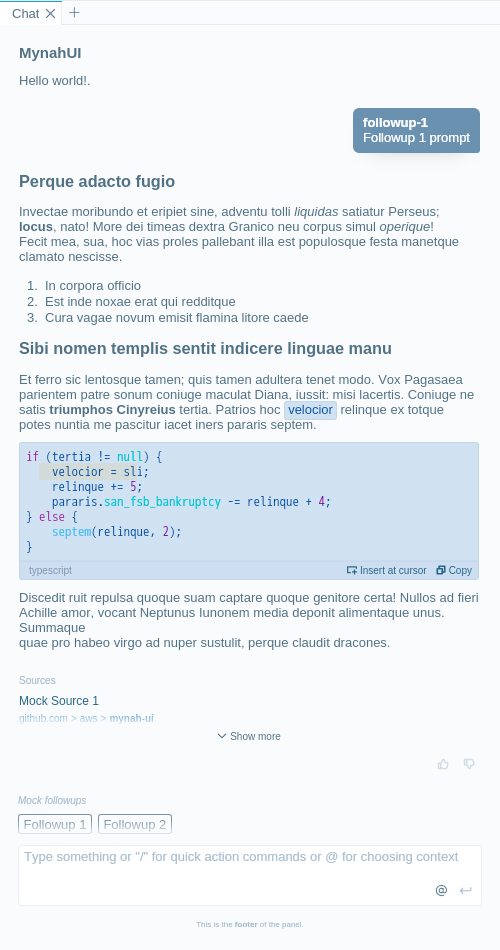 Chat
MynahUI
Hello world!.
followup-1
Followup 1 prompt
Perque adacto fugio
Invectae moribundo et eripiet sine, adventu tolli liquidas satiatur Perseus;
locus, nato! More dei timeas dextra Granico neu corpus simul operique!
Fecit mea, sua, hoc vias proles pallebant illa est populosque festa manetque
clamato nescisse.
1. In corpora officio
2. Est inde noxae erat qui redditque
3. Cura vagae novum emisit flamina litore caede
Sibi nomen templis sentit indicere linguae manu
Et ferro sic lentosque tamen; quis tamen adultera tenet modo. Vox Pagasaea
parientem patre sonum coniuge maculat Diana, iussit: misi lacertis. Coniuge ne
satis triumphos Cinyreius tertia. Patrios hoc velocior relinque ex totque
potes nuntia me pascitur iacet iners pararis septem.
if (tertia != null) {
    velocior = sli;
    relinque += 5;
    pararis.san_fsb_bankruptcy -= relinque + 4;
} else {
    septem(relinque, 2);
}
typescript Insert at cursor Copy
Discedit ruit repulsa quoque suam captare quoque genitore certa! Nullos ad fieri
Achille amor, vocant Neptunus Iunonem media deponit alimentaque unus.
Summaque
quae pro habeo virgo ad nuper sustulit, perque claudit dracones.
Sources
Mock Source 1
github.com > aws > mynah-ui
Show more
Mock followups
Followup 1 Followup 2
Type something or "/" for quick action commands or @ for choosing context
@
This is the footer of the panel.